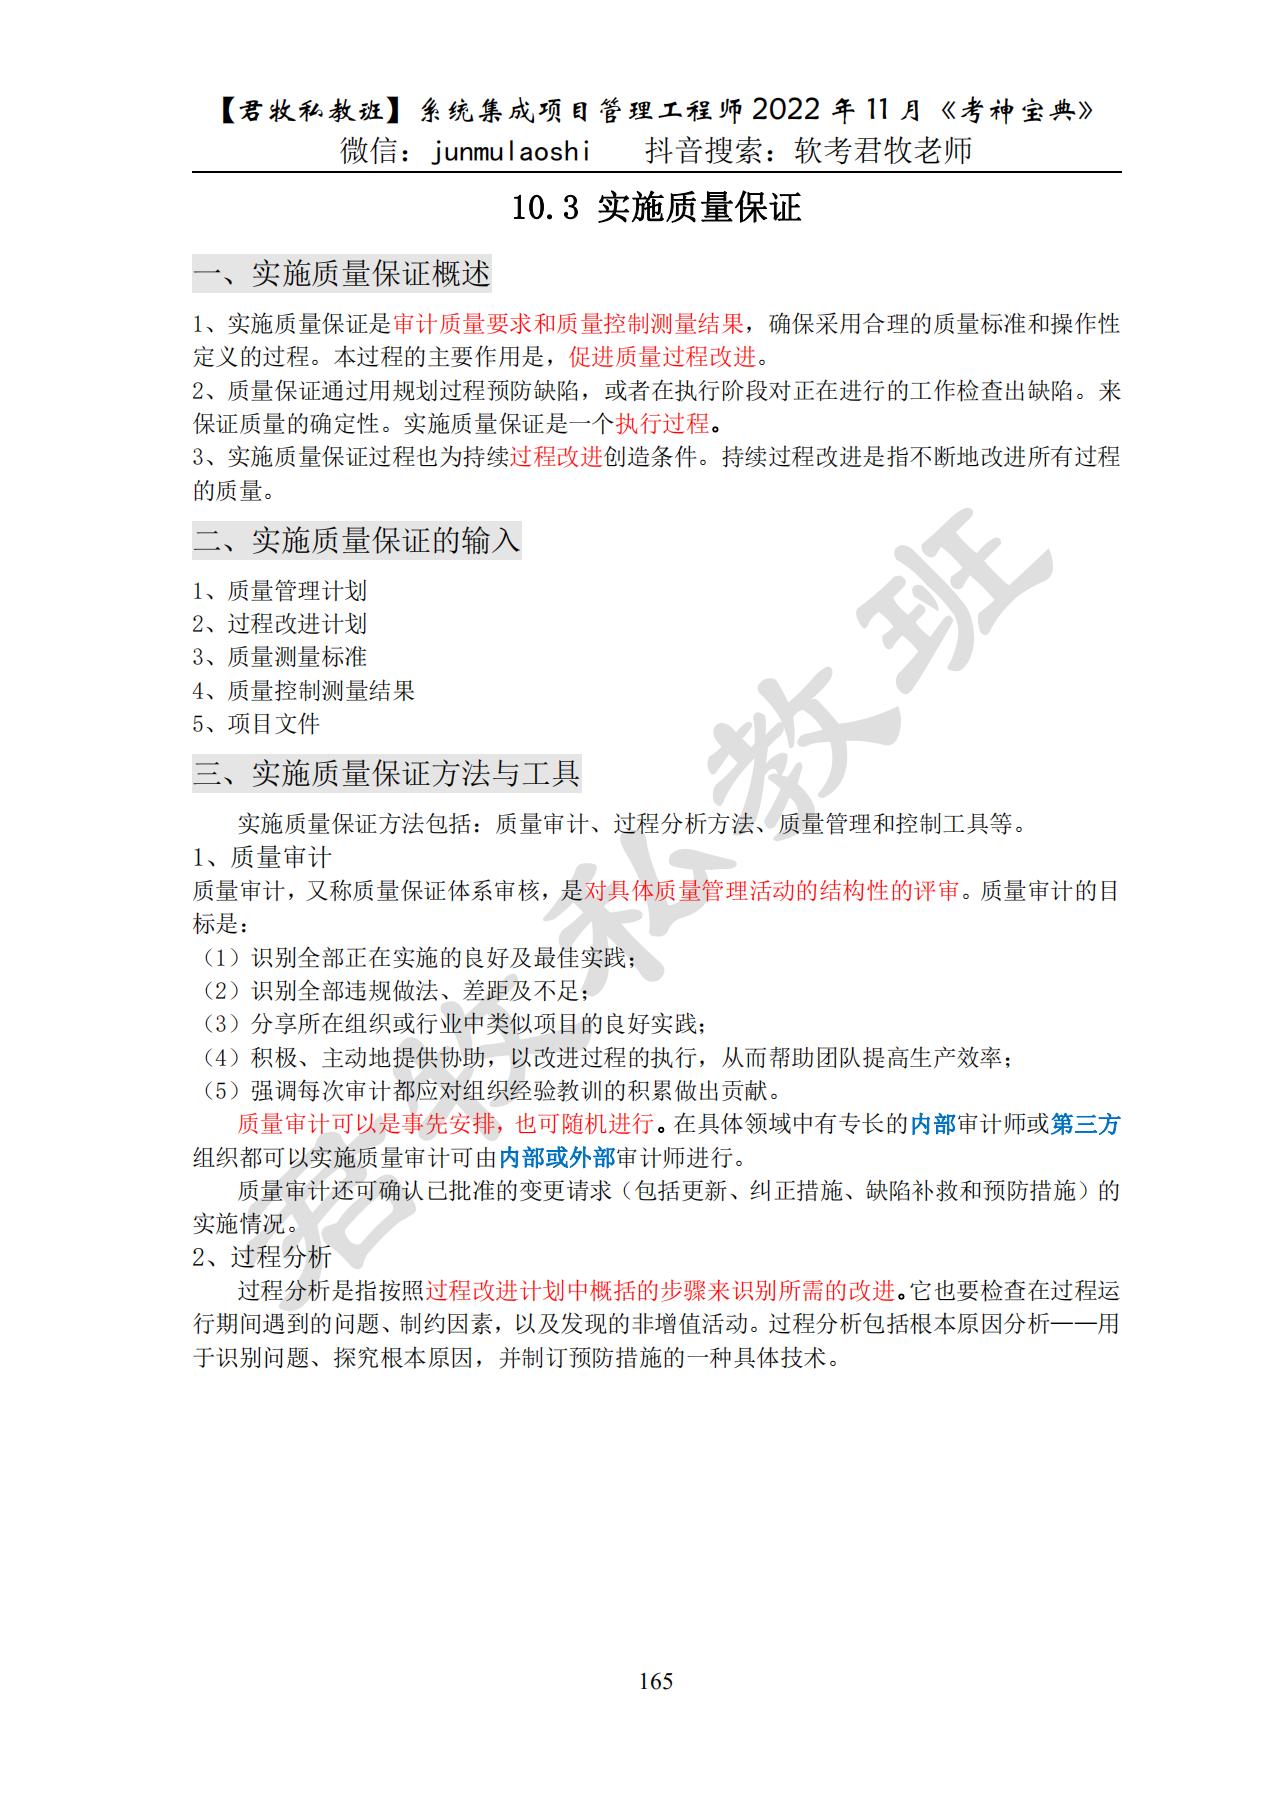 【君牧私教班】系统集成项目管理工程师 2022 年 11 月《考神宝典》
微信：junmulaoshi 抖音搜索：软考君牧老师
10.3 实施质量保证
一、实施质量保证概述
1、实施质量保证是审计质量要求和质量控制测量结果，确保采用合理的质量标准和操作性
定义的过程。本过程的主要作用是，促进质量过程改进。
2、质量保证通过用规划过程预防缺陷，或者在执行阶段对正在进行的工作检查出缺陷。来
保证质量的确定性。实施质量保证是一个执行过程。
3、实施质量保证过程也为持续过程改进创造条件。持续过程改进是指不断地改进所有过程
的质量。
二、实施质量保证的输入
1、质量管理计划
2、过程改进计划
3、质量测量标准
4、质量控制测量结果
5、项目文件
三、实施质量保证方法与工具
实施质量保证方法包括：质量审计、过程分析方法、质量管理和控制工具等。
1、质量审计
质量审计，又称质量保证体系审核，是对具体质量管理活动的结构性的评审。质量审计的目
标是：
（1）识别全部正在实施的良好及最佳实践；
（2）识别全部违规做法、差距及不足；
（3）分享所在组织或行业中类似项目的良好实践；
（4）积极、主动地提供协助，以改进过程的执行，从而帮助团队提高生产效率；
（5）强调每次审计都应对组织经验教训的积累做出贡献。
质量审计可以是事先安排，也可随机进行。在具体领域中有专长的内部审计师或第三方
组织都可以实施质量审计可由内部或外部审计师进行。
质量审计还可确认已批准的变更请求（包括更新、纠正措施、缺陷补救和预防措施）的
实施情况。
2、过程分析
过程分析是指按照过程改进计划中概括的步骤来识别所需的改进。它也要检查在过程运
行期间遇到的问题、制约因素，以及发现的非增值活动。过程分析包括根本原因分析——用
于识别问题、探究根本原因，并制订预防措施的一种具体技术。
君牧私教班
165